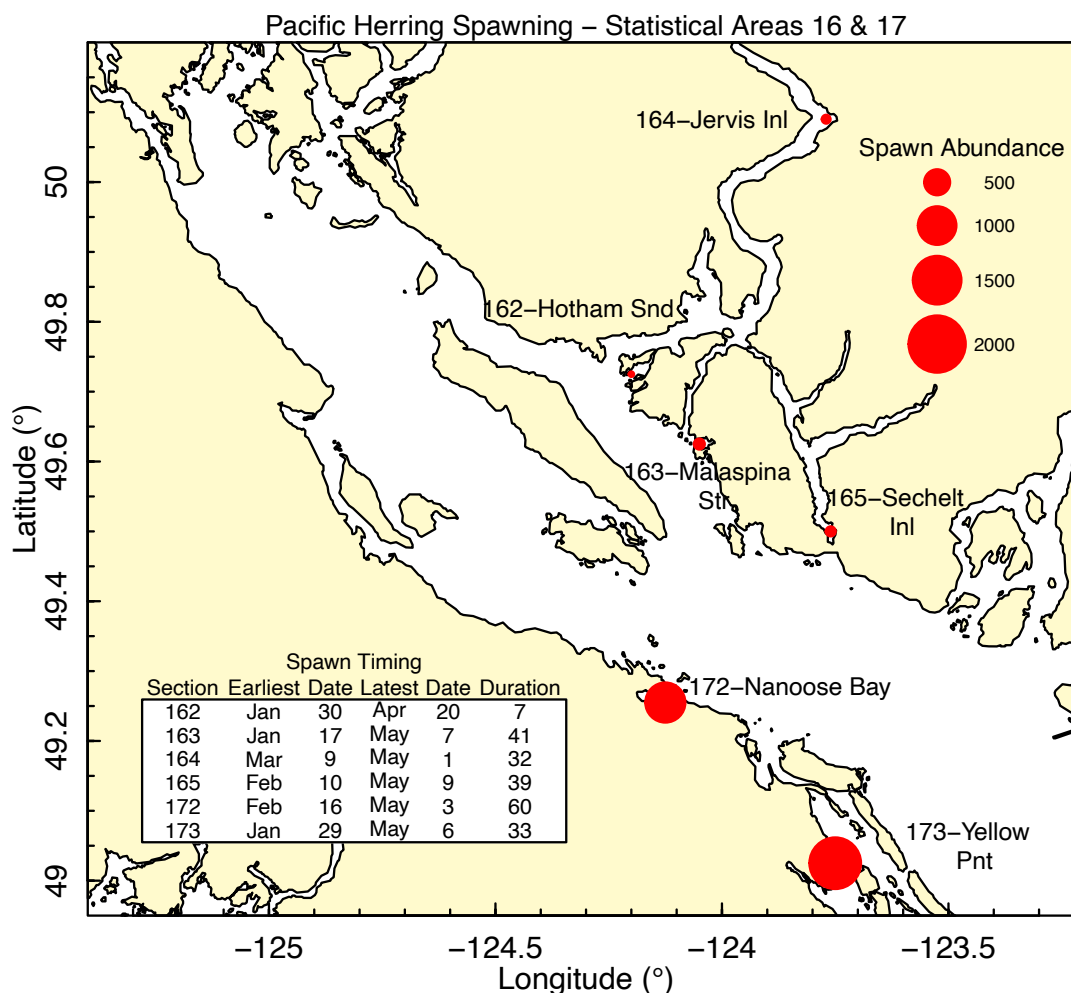 Pacific Herring Spawning − Statistical Areas 16 & 17
164−Jervis Inl
Spawn Abundance
500
1000
1500
2000
162−Hotham Snd
163−Malaspina
Str
165−Sechelt
Inl
172−Nanoose Bay
173−Yellow
Pnt
Spawn Timing
Section Earliest Date Latest Date Duration
162 Jan 30 Apr 20 7
163 Jan 17 May 7 41
164 Mar 9 May 1 32
165 Feb 10 May 9 39
172 Feb 16 May 3 60
173 Jan 29 May 6 33
Latitude (°)
50
49.8
49.6
49.4
49.2
49
−125 −124.5 −124 −123.5
Longitude (°)